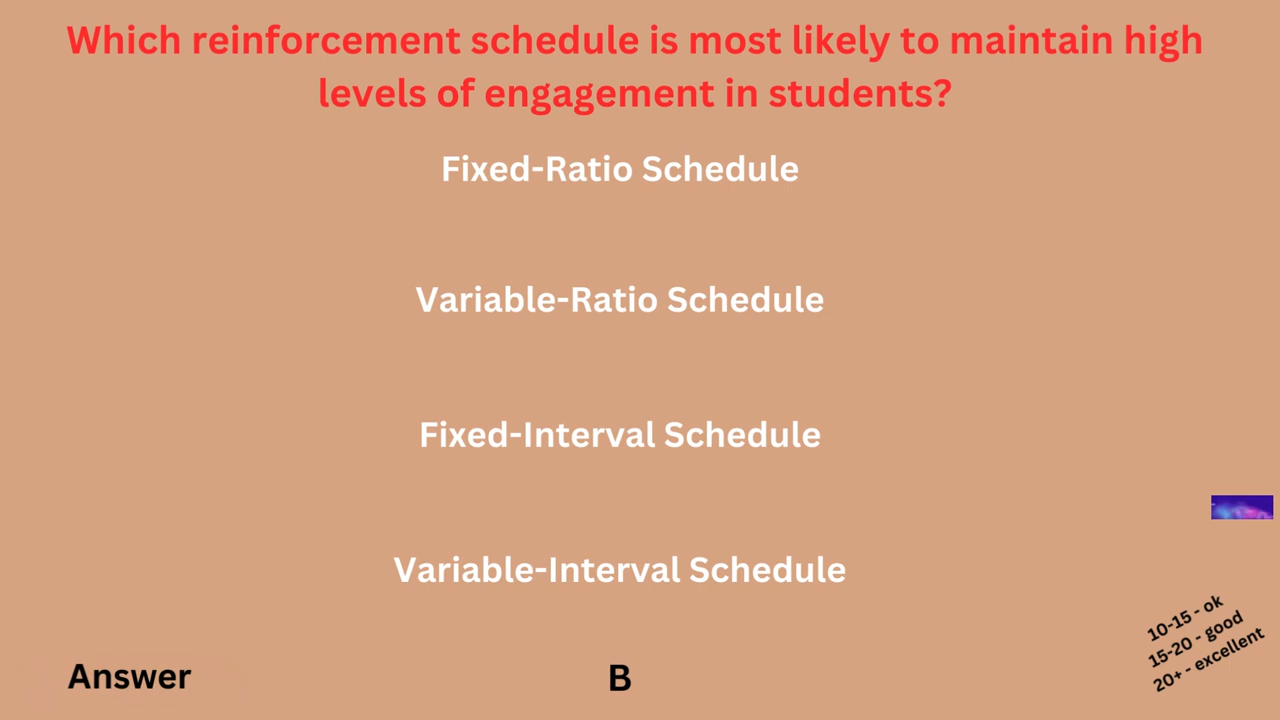 Which reinforcement schedule is most likely to maintain high
levels of engagement in students?
Fixed-Ratio Schedule
Variable-Ratio Schedule
Fixed-Interval Schedule
Variable-Interval Schedule
10-15 - ok
15-20 - good
20+ - excellent
Answer
B